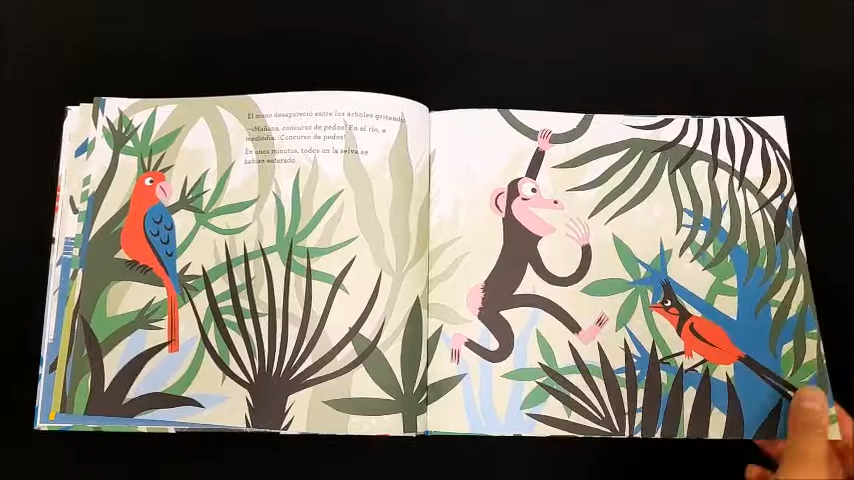 El mono desapareció entre los árboles gritando:
—¡Mañana, concurso de pedos! En el río, a
mediodía. ¡Concurso de pedos!
En unos minutos, todos en la selva se
habían enterado.